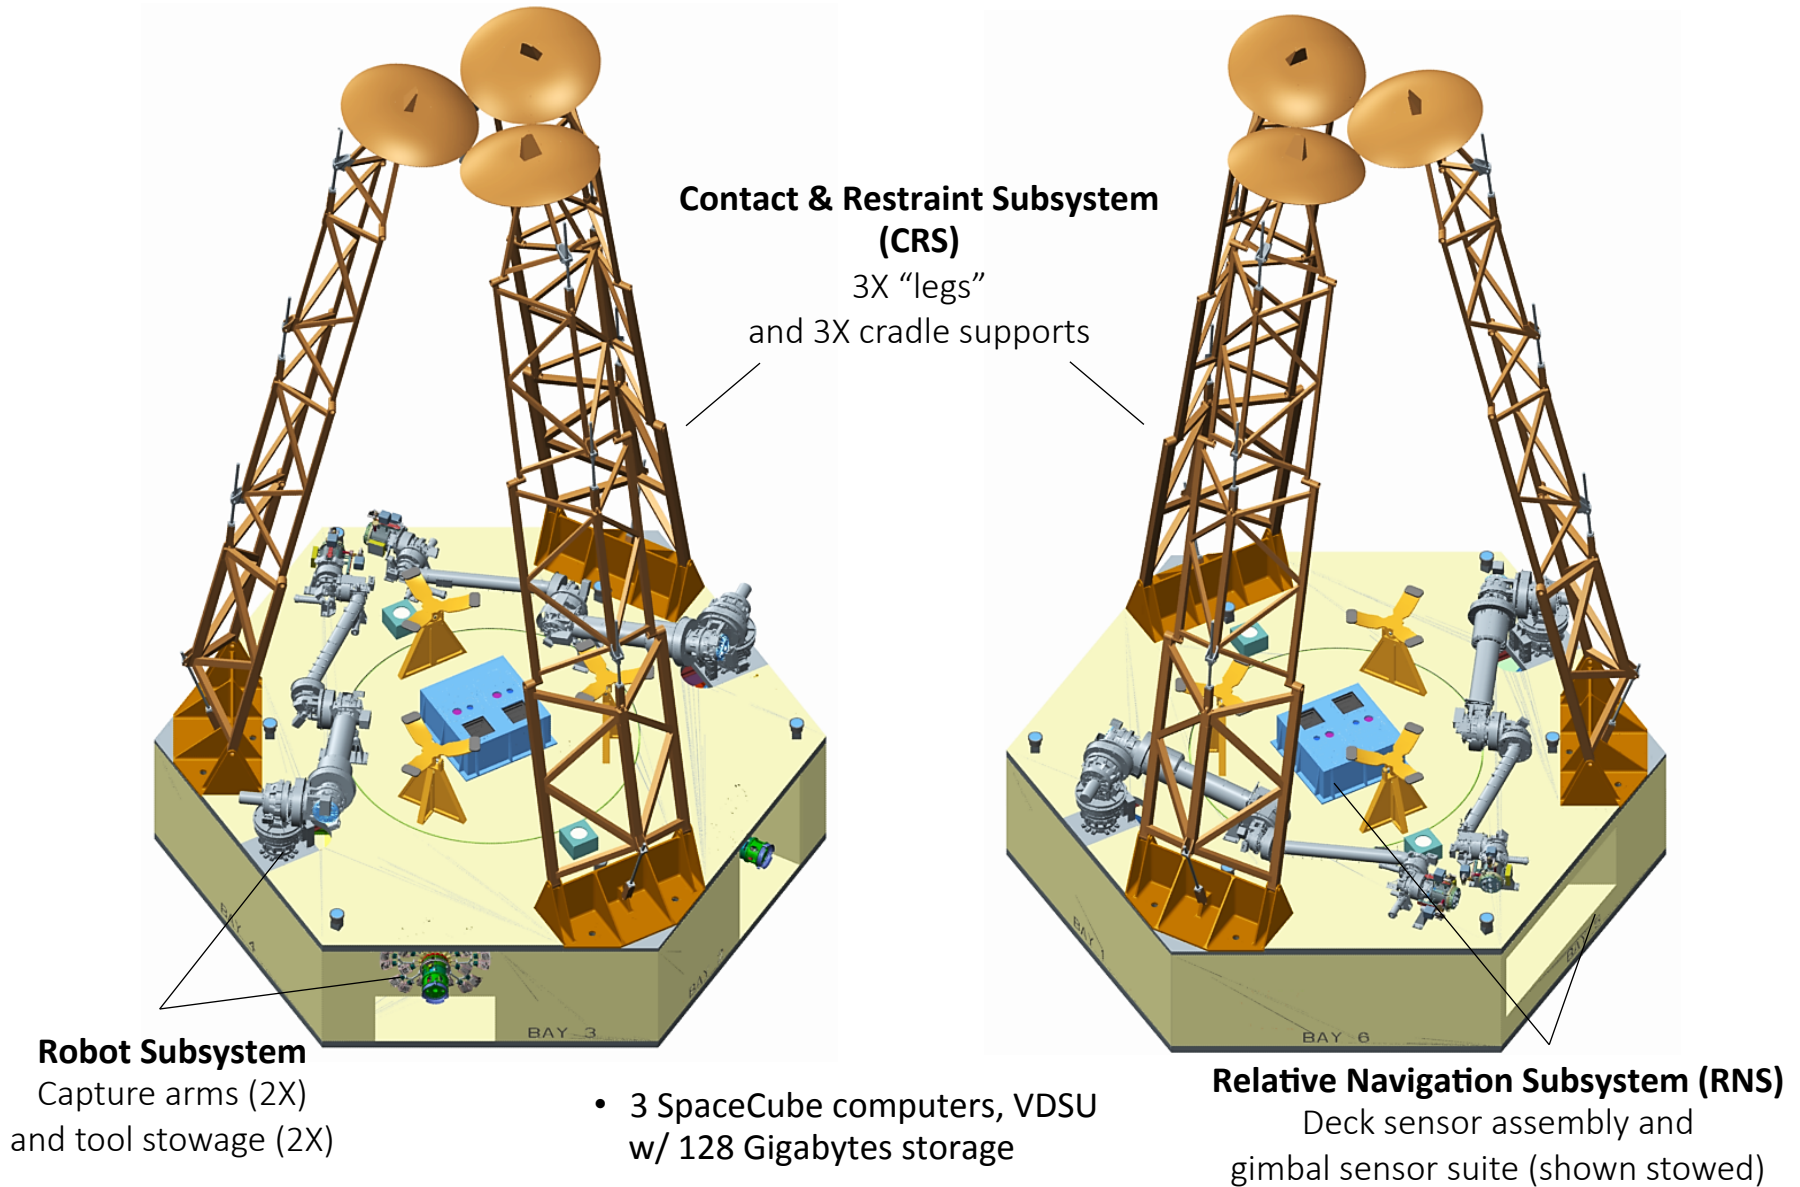 Contact & Restraint Subsystem
(CRS)
3X “legs”
and 3X cradle supports
BAY 3
BAY 6
Robot Subsystem
Capture arms (2X)
and tool stowage (2X)
• 3 SpaceCube computers, VDSU
w/ 128 Gigabytes storage
Relative Navigation Subsystem (RNS)
Deck sensor assembly and
gimbal sensor suite (shown stowed)